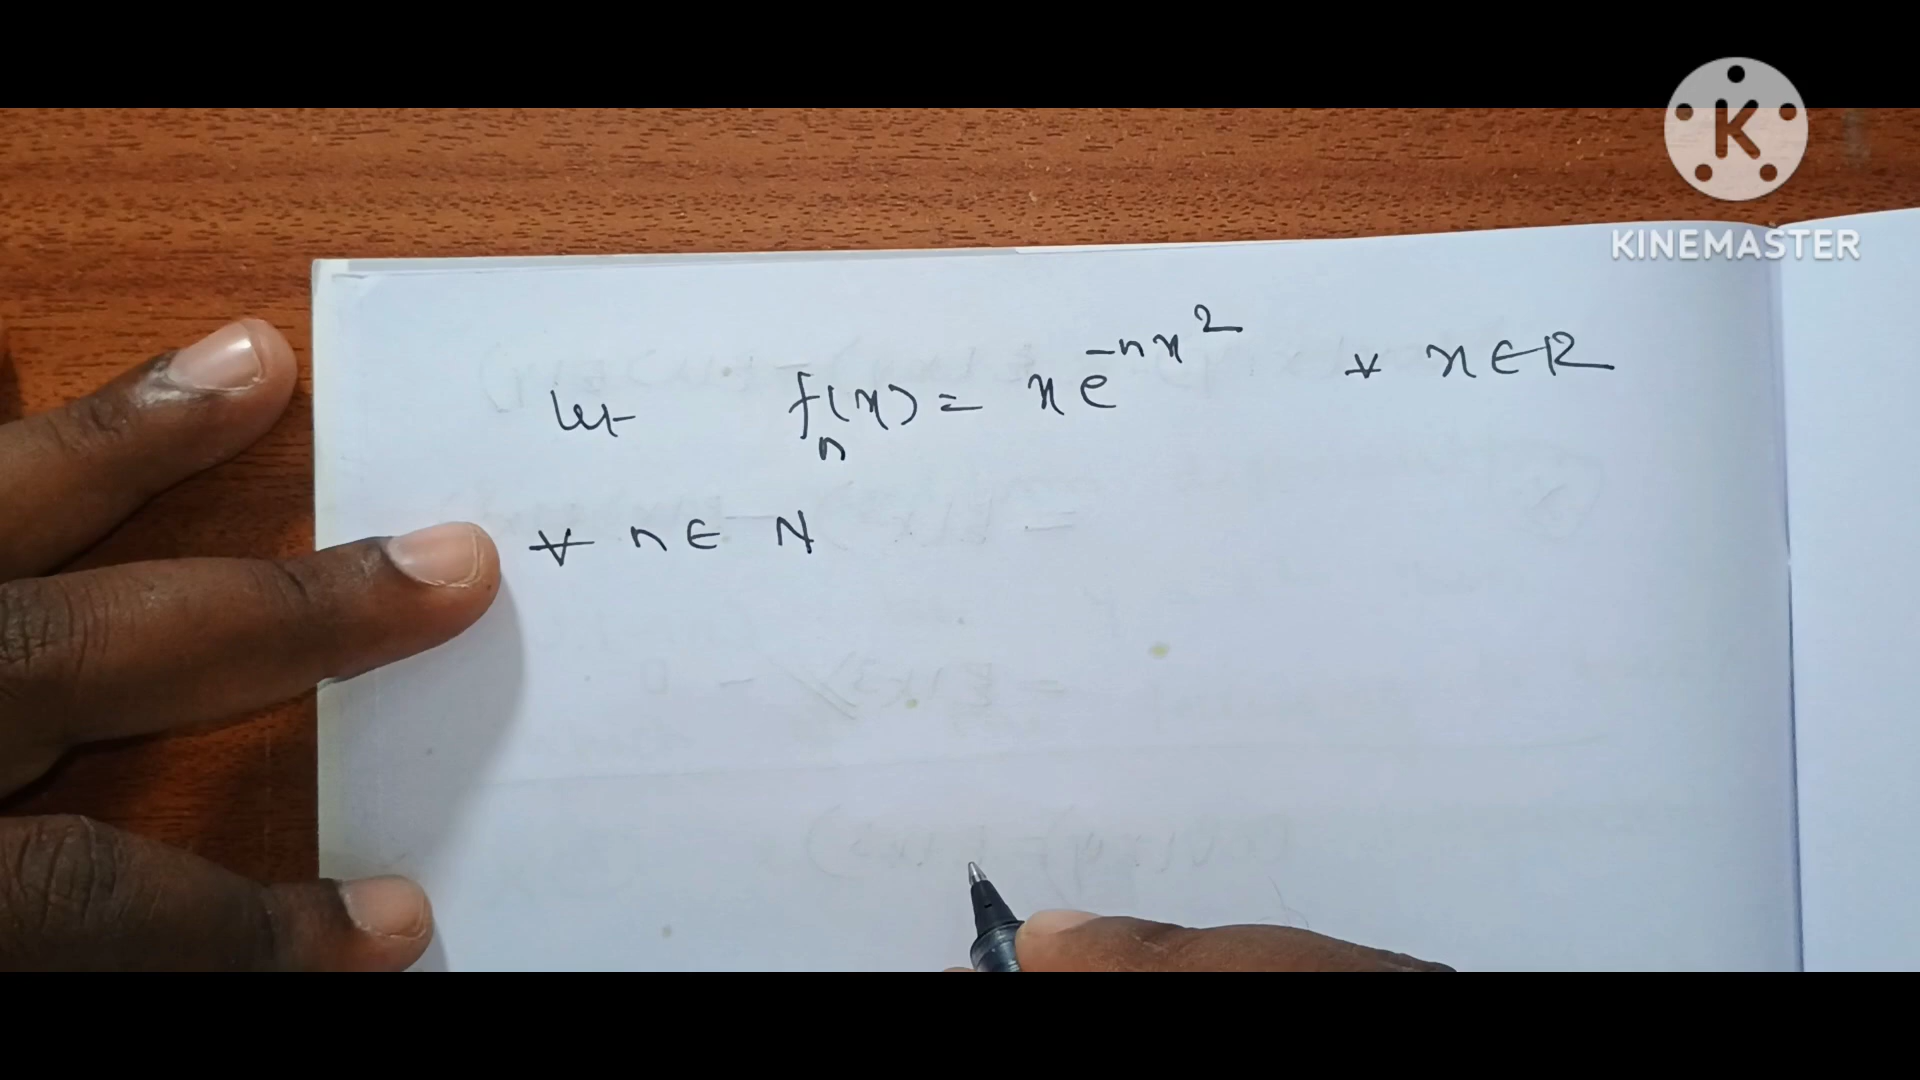 KINEMASTER
let fₙ(x) = x e^{-nx²} ∀ x ∈ ℝ
∀ n ∈ N